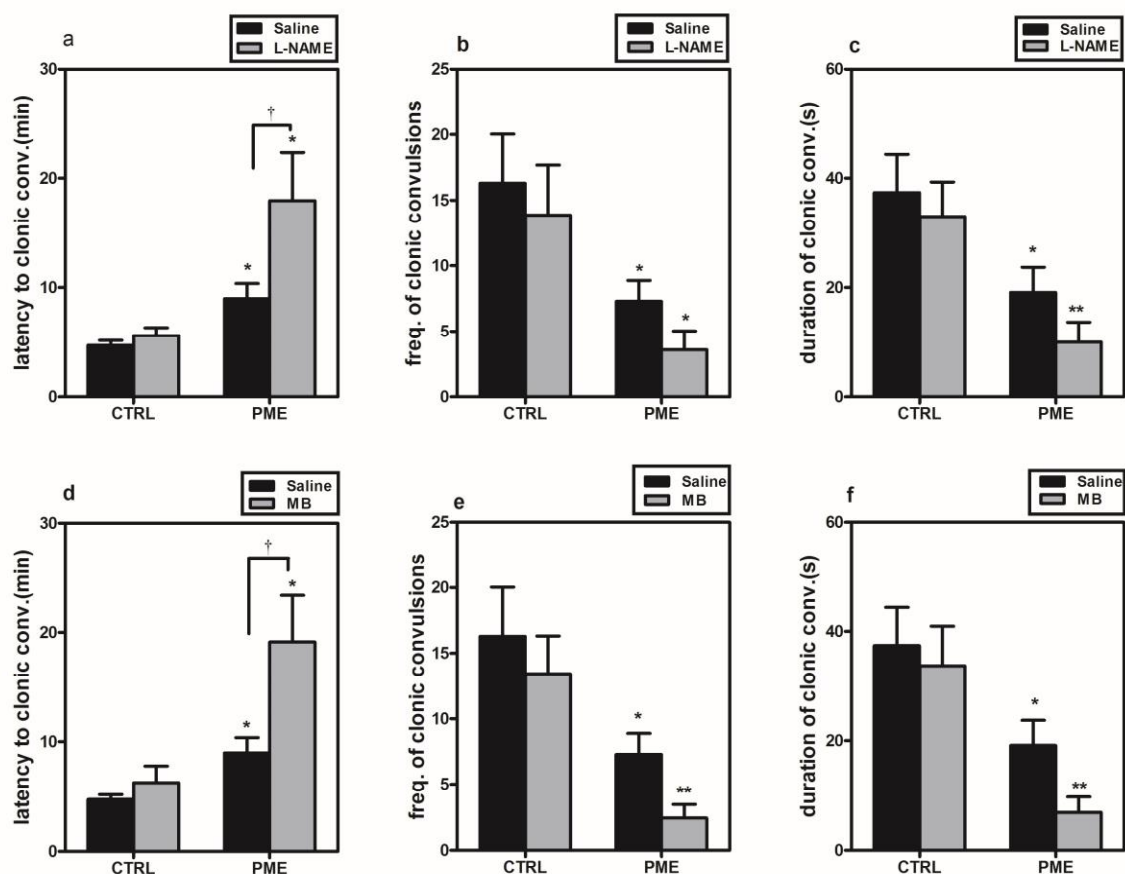 a
Saline
L-NAME
latency to clonic conv.(min)
30
20
10
0
†
*
*
CTRL
PME
b
Saline
L-NAME
freq. of clonic convulsions
25
20
15
10
5
0
*
*
CTRL
PME
c
Saline
L-NAME
duration of clonic conv.(s)
60
40
20
0
*
**
CTRL
PME
d
Saline
MB
latency to clonic conv.(min)
30
20
10
0
†
*
*
CTRL
PME
e
Saline
MB
freq. of clonic convulsions
25
20
15
10
5
0
*
**
CTRL
PME
f
Saline
MB
duration of clonic conv.(s)
60
40
20
0
*
**
CTRL
PME